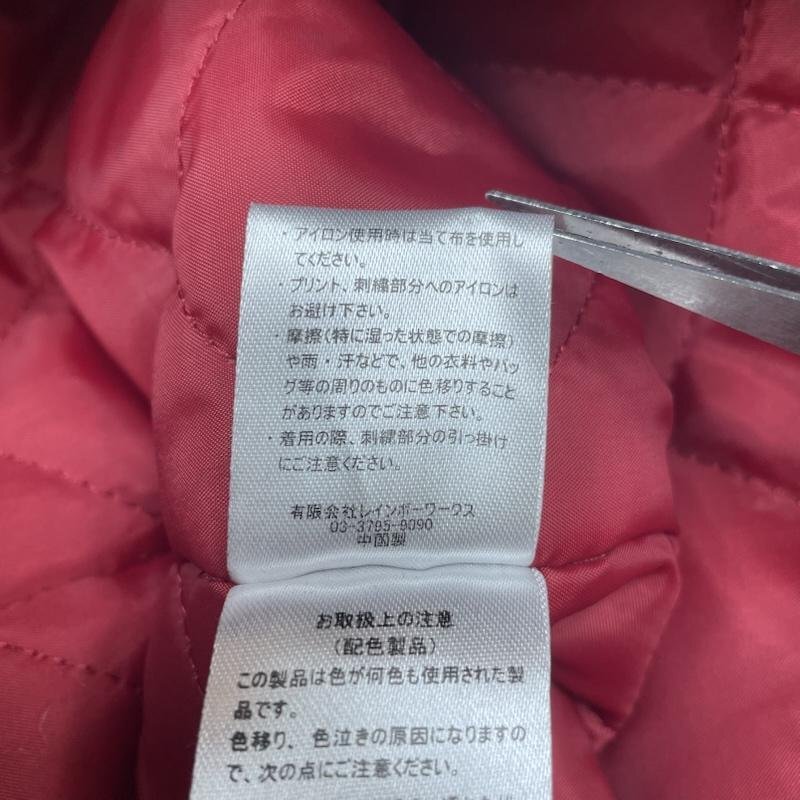 ・アイロン使用時は当て布を使用し
てください。
・プリント、刺繍部分へのアイロンは
お避け下さい。
・摩擦(特に湿った状態での摩擦)
や雨・汗などで、他の衣料やバッ
グ等の周りのものに色移りすること
がありますのでご注意下さい。
・着用の際、刺繍部分の引っ掛け
にご注意ください。
有限会社レインボーワークス
03-3795-9090
中国製
お取扱上の注意
(配色製品)
この製品は色が何色も使用された製
品です。
色移り、色泣きの原因になりますの
で、次の点にご注意ください。